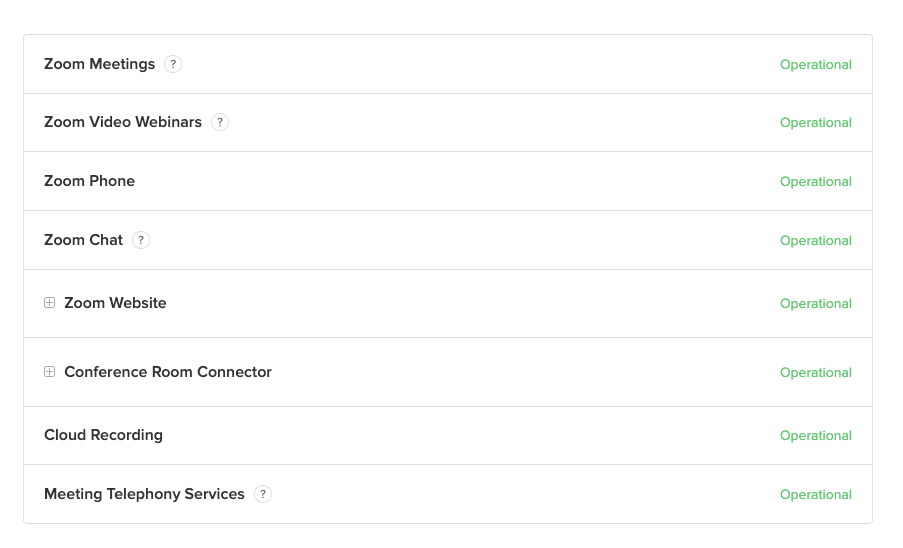 Zoom Meetings ? Operational
Zoom Video Webinars ? Operational
Zoom Phone Operational
Zoom Chat ? Operational
Zoom Website Operational
Conference Room Connector Operational
Cloud Recording Operational
Meeting Telephony Services ? Operational